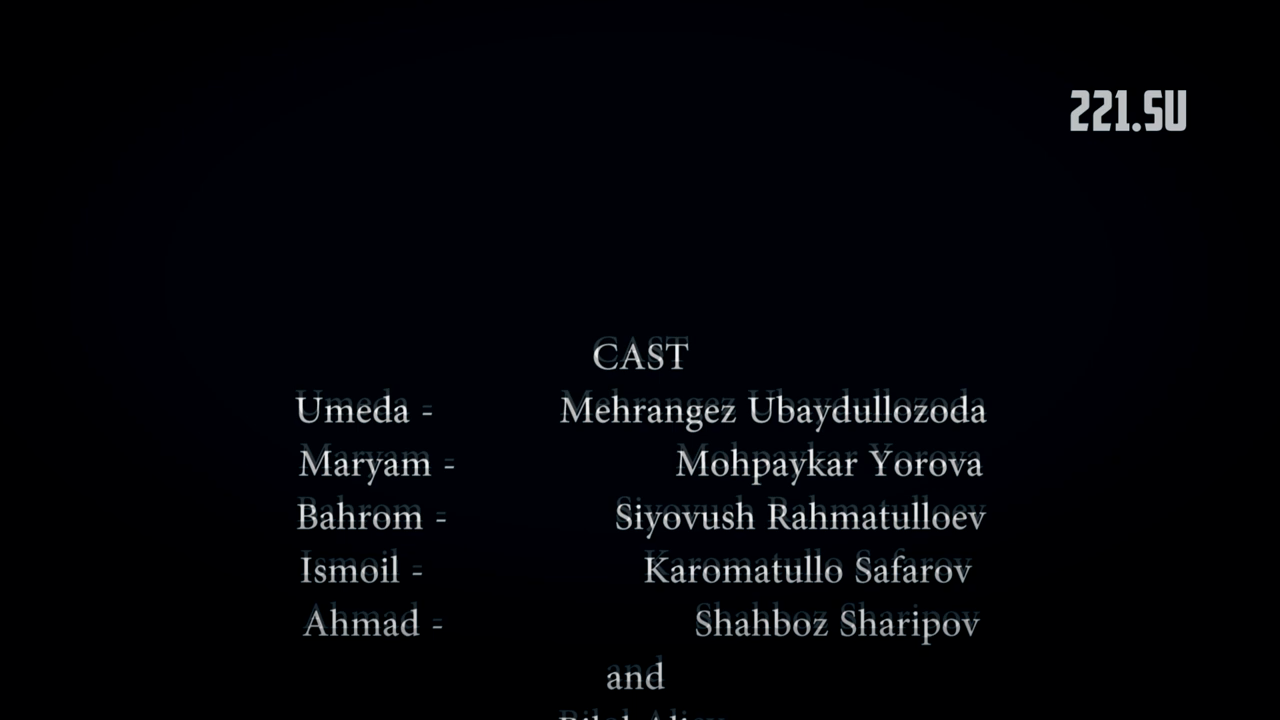 221.SU
CAST
Umeda - Mehrangez Ubaydullozoda
Maryam - Mohpaykar Yorova
Bahrom - Siyovush Rahmatulloev
Ismoil - Karomatullo Safarov
Ahmad - Shahboz Sharipov
and